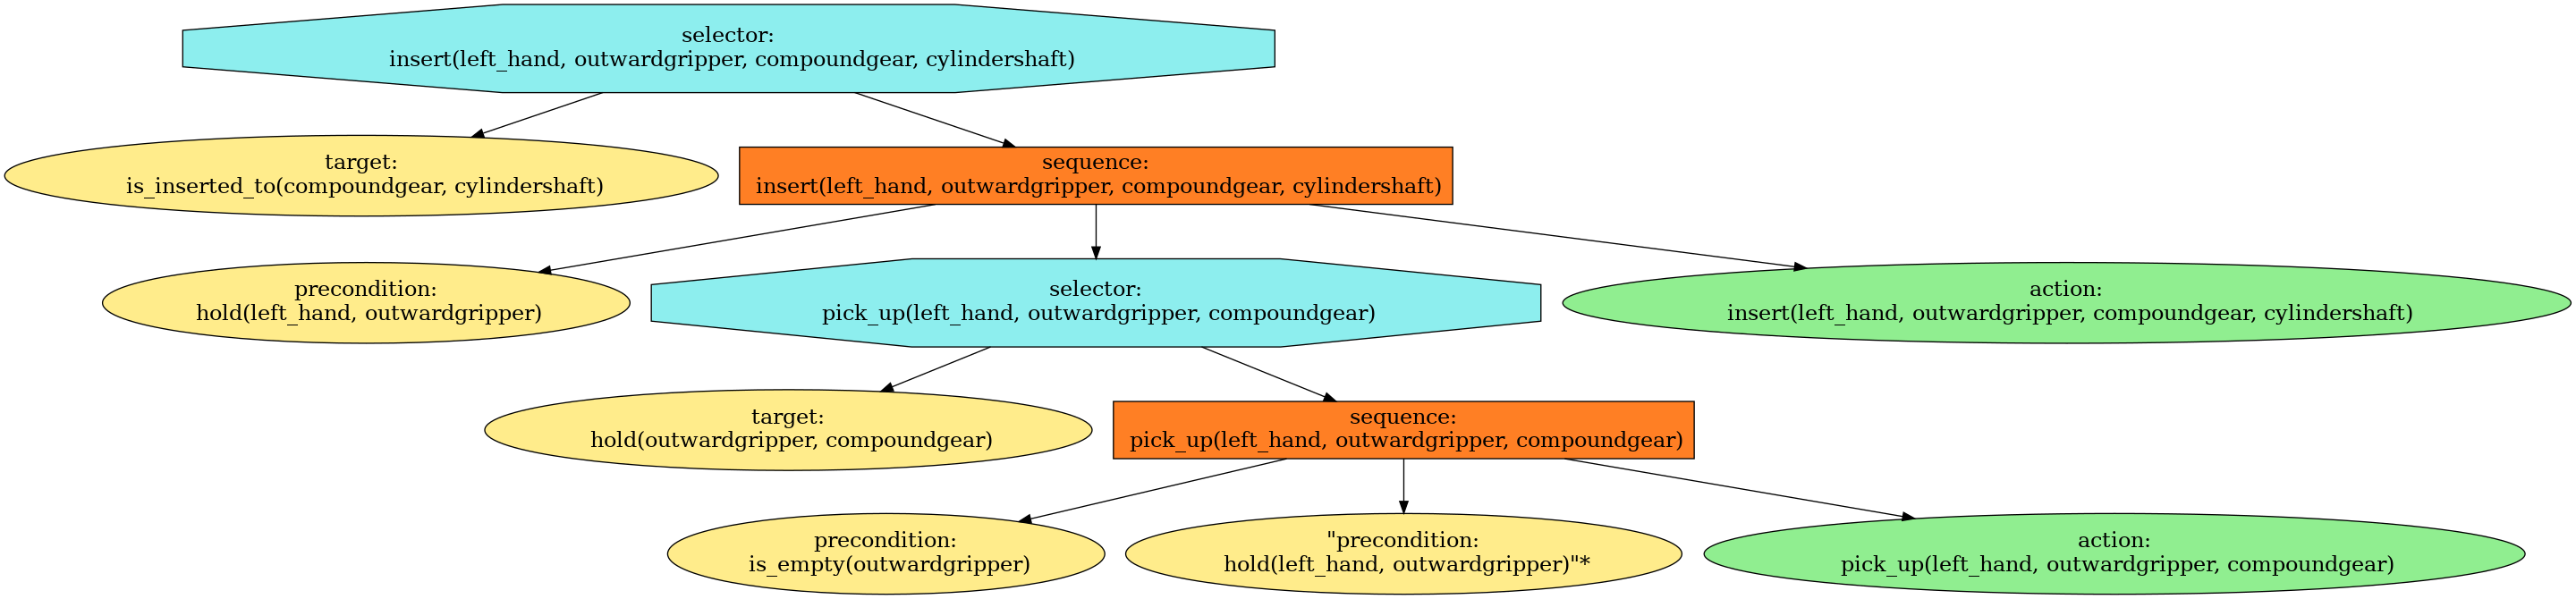 selector:
insert(left_hand, outwardgripper, compoundgear, cylindershaft)
target:
is_inserted_to(compoundgear, cylindershaft)
sequence:
insert(left_hand, outwardgripper, compoundgear, cylindershaft)
precondition:
hold(left_hand, outwardgripper)
selector:
pick_up(left_hand, outwardgripper, compoundgear)
action:
insert(left_hand, outwardgripper, compoundgear, cylindershaft)
target:
hold(outwardgripper, compoundgear)
sequence:
pick_up(left_hand, outwardgripper, compoundgear)
precondition:
is_empty(outwardgripper)
"precondition:
hold(left_hand, outwardgripper)"*
action:
pick_up(left_hand, outwardgripper, compoundgear)